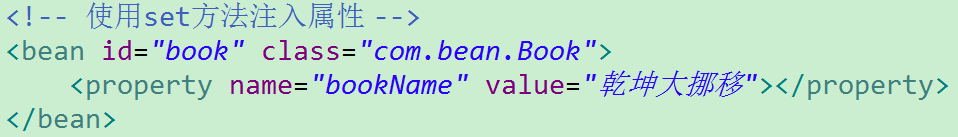 <!-- 使用set方法注入属性 -->
<bean id="book" class="com.bean.Book">
    <property name="bookName" value="乾坤大挪移"></property>
</bean>